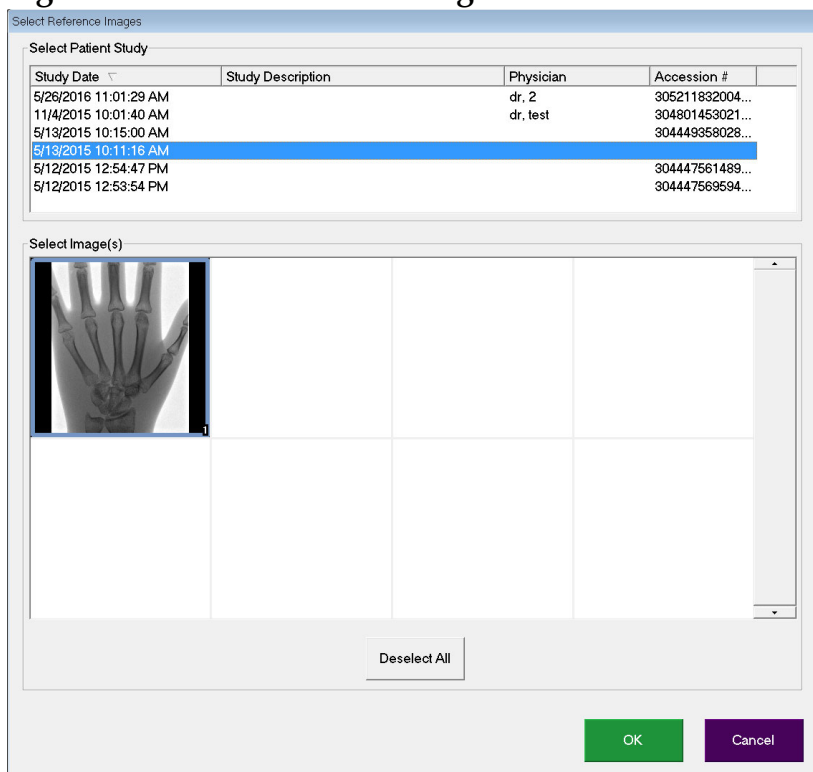 Select Reference Images
Select Patient Study
Study Date Study Description Physician Accession #
5/26/2016 11:01:29 AM dr, 2 305211832004...
11/4/2015 10:01:40 AM dr, test 304801453021...
5/13/2015 10:15:00 AM 304449358028...
5/13/2015 10:11:16 AM
5/12/2015 12:54:47 PM 304447561489...
5/12/2015 12:53:54 PM 304447569594...
Select Image(s)
1
Deselect All
OK Cancel